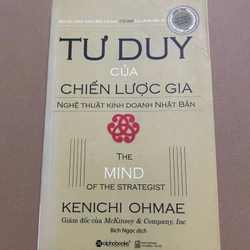 TƯ DUY
CỦA
CHIẾN LƯỢC GIA
NGHỆ THUẬT KINH DOANH NHẬT BẢN
THE
MIND
OF THE STRATEGIST
KENICHI OHMAE
Giám đốc của McKinsey & Company, Inc
Bích Ngọc dịch
alphabooks